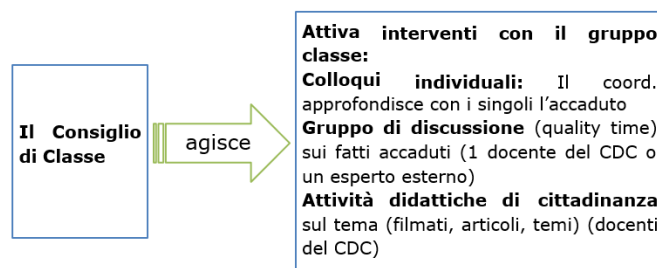 Il Consiglio
di Classe
agisce
Attiva interventi con il gruppo
classe:
Colloqui individuali: Il coord.
approfondisce con i singoli l'accaduto
Gruppo di discussione (quality time)
sui fatti accaduti (1 docente del CDC o
un esperto esterno)
Attività didattiche di cittadinanza
sul tema (filmati, articoli, temi) (docenti
del CDC)